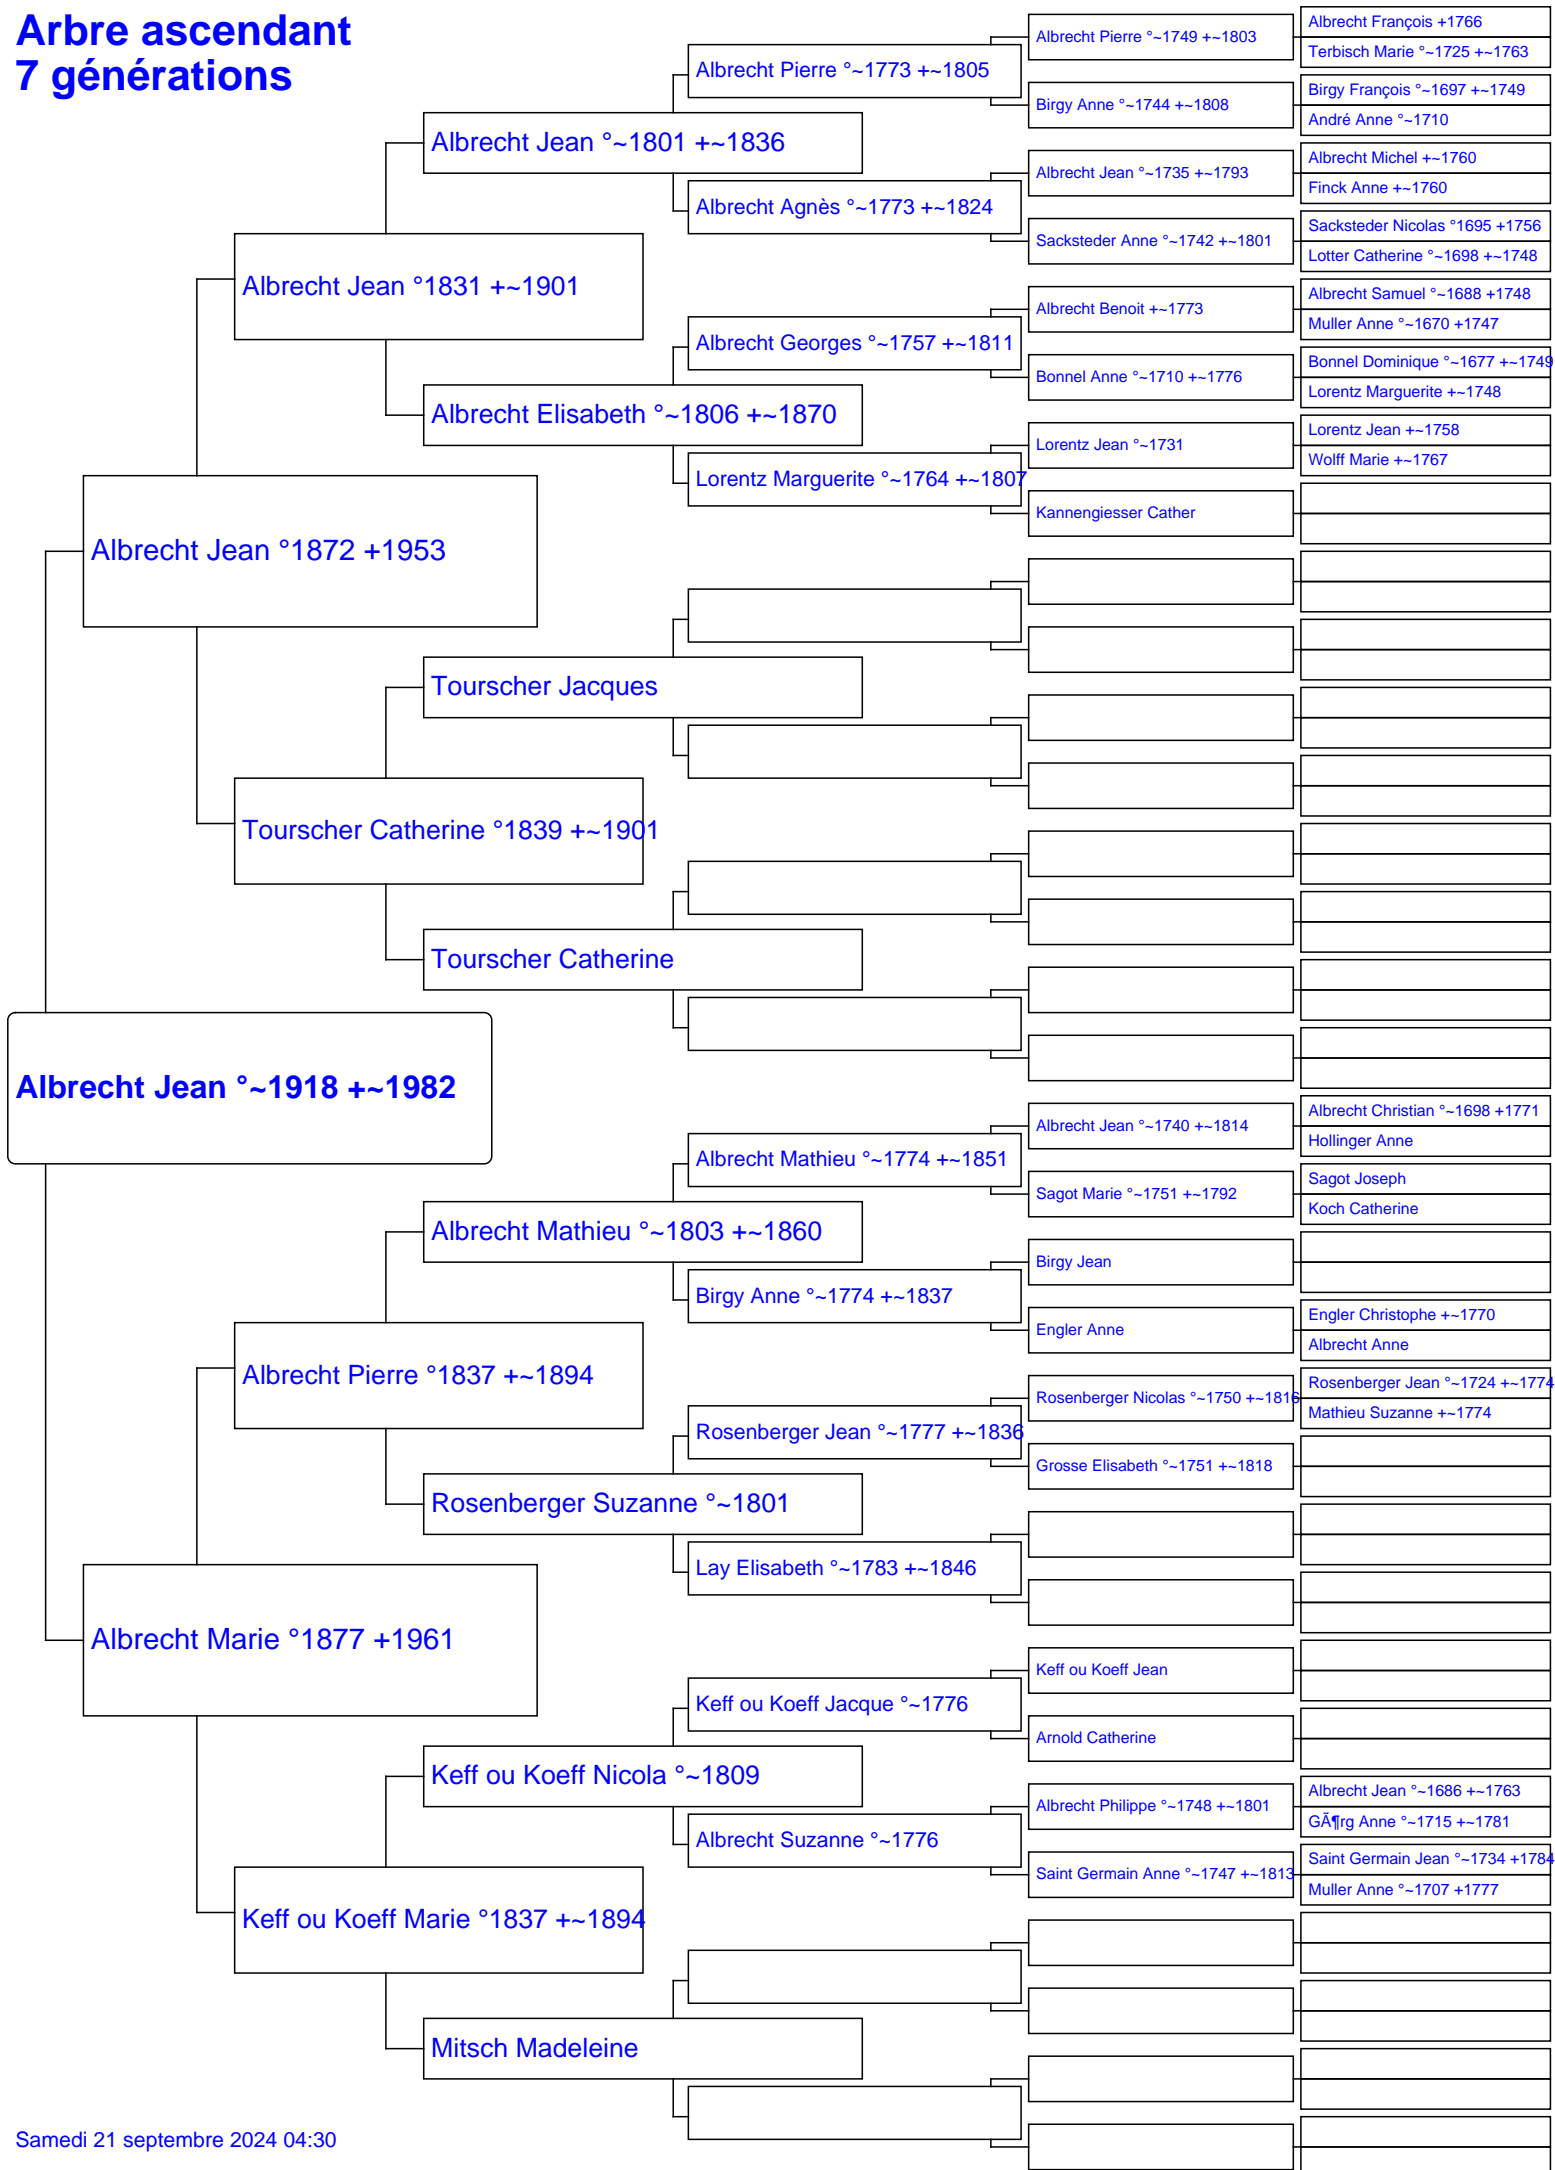 Arbre ascendant
7 générations
Albrecht Jean °~1918 +~1982
Albrecht Jean °1872 +1953
Albrecht Marie °1877 +1961
Albrecht Jean °1831 +~1901
Tourscher Catherine °1839 +~1901
Albrecht Pierre °1837 +~1894
Keff ou Koeff Marie °1837 +~1894
Albrecht Jean °~1801 +~1836
Albrecht Elisabeth °~1806 +~1870
Tourscher Jacques
Tourscher Catherine
Albrecht Mathieu °~1803 +~1860
Rosenberger Suzanne °~1801
Keff ou Koeff Nicola °~1809
Mitsch Madeleine
Albrecht Pierre °~1773 +~1805
Albrecht Agnès °~1773 +~1824
Albrecht Georges °~1757 +~1811
Lorentz Marguerite °~1764 +~1807
Albrecht Mathieu °~1774 +~1851
Birgy Anne °~1774 +~1837
Rosenberger Jean °~1777 +~1836
Lay Elisabeth °~1783 +~1846
Keff ou Koeff Jacque °~1776
Albrecht Suzanne °~1776
Albrecht Pierre °~1749 +~1803
Birgy Anne °~1744 +~1808
Albrecht Jean °~1735 +~1793
Sacksteder Anne °~1742 +~1801
Albrecht Benoit +~1773
Bonnel Anne °~1710 +~1776
Lorentz Jean °~1731
Kannengiesser Cather
Albrecht Jean °~1740 +~1814
Sagot Marie °~1751 +~1792
Birgy Jean
Engler Anne
Rosenberger Nicolas °~1750 +~1816
Grosse Elisabeth °~1751 +~1818
Keff ou Koeff Jean
Arnold Catherine
Albrecht Philippe °~1748 +~1801
Saint Germain Anne °~1747 +~1813
Albrecht François +1766
Terbisch Marie °~1725 +~1763
Birgy François °~1697 +~1749
André Anne °~1710
Albrecht Michel +~1760
Finck Anne +~1760
Sacksteder Nicolas °1695 +1756
Lotter Catherine °~1698 +~1748
Albrecht Samuel °~1688 +1748
Muller Anne °~1670 +1747
Bonnel Dominique °~1677 +~1749
Lorentz Marguerite +~1748
Lorentz Jean +~1758
Wolff Marie +~1767
Albrecht Christian °~1698 +1771
Hollinger Anne
Sagot Joseph
Koch Catherine
Engler Christophe +~1770
Albrecht Anne
Rosenberger Jean °~1724 +~1774
Mathieu Suzanne +~1774
Albrecht Jean °~1686 +~1763
GÃ¶rg Anne °~1715 +~1781
Saint Germain Jean °~1734 +1784
Muller Anne °~1707 +1777
Samedi 21 septembre 2024 04:30